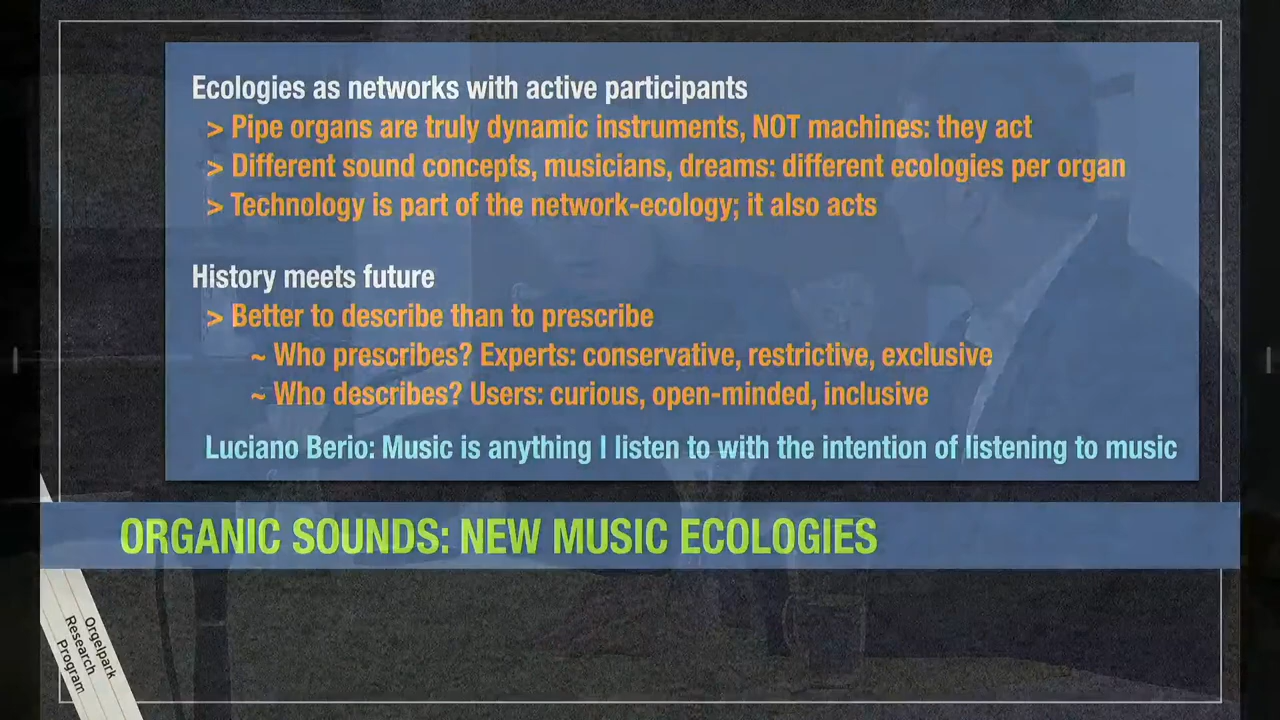 Ecologies as networks with active participants
> Pipe organs are truly dynamic instruments, NOT machines: they act
> Different sound concepts, musicians, dreams: different ecologies per organ
> Technology is part of the network-ecology; it also acts
History meets future
> Better to describe than to prescribe
~ Who prescribes? Experts: conservative, restrictive, exclusive
~ Who describes? Users: curious, open-minded, inclusive
Luciano Berio: Music is anything I listen to with the intention of listening to music
ORGANIC SOUNDS: NEW MUSIC ECOLOGIES
Orgelpark
Research
Program